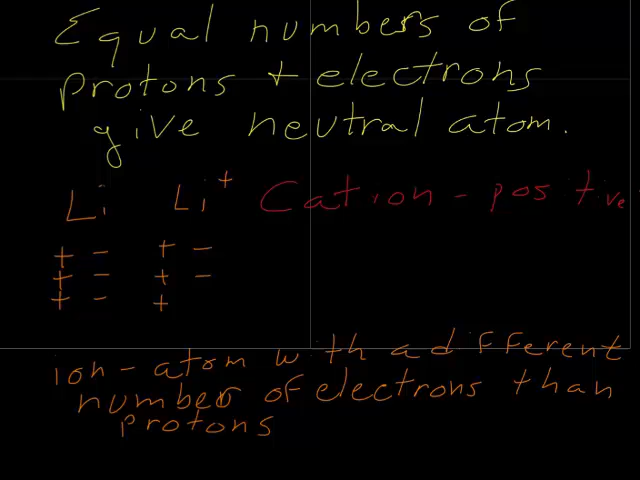 Equal numbers of
protons + electrons
give neutral atom.
Li Li⁺ Cation - positive
+ - + -
+ - + -
+ - +
ion - atom with a different
number of electrons than
protons